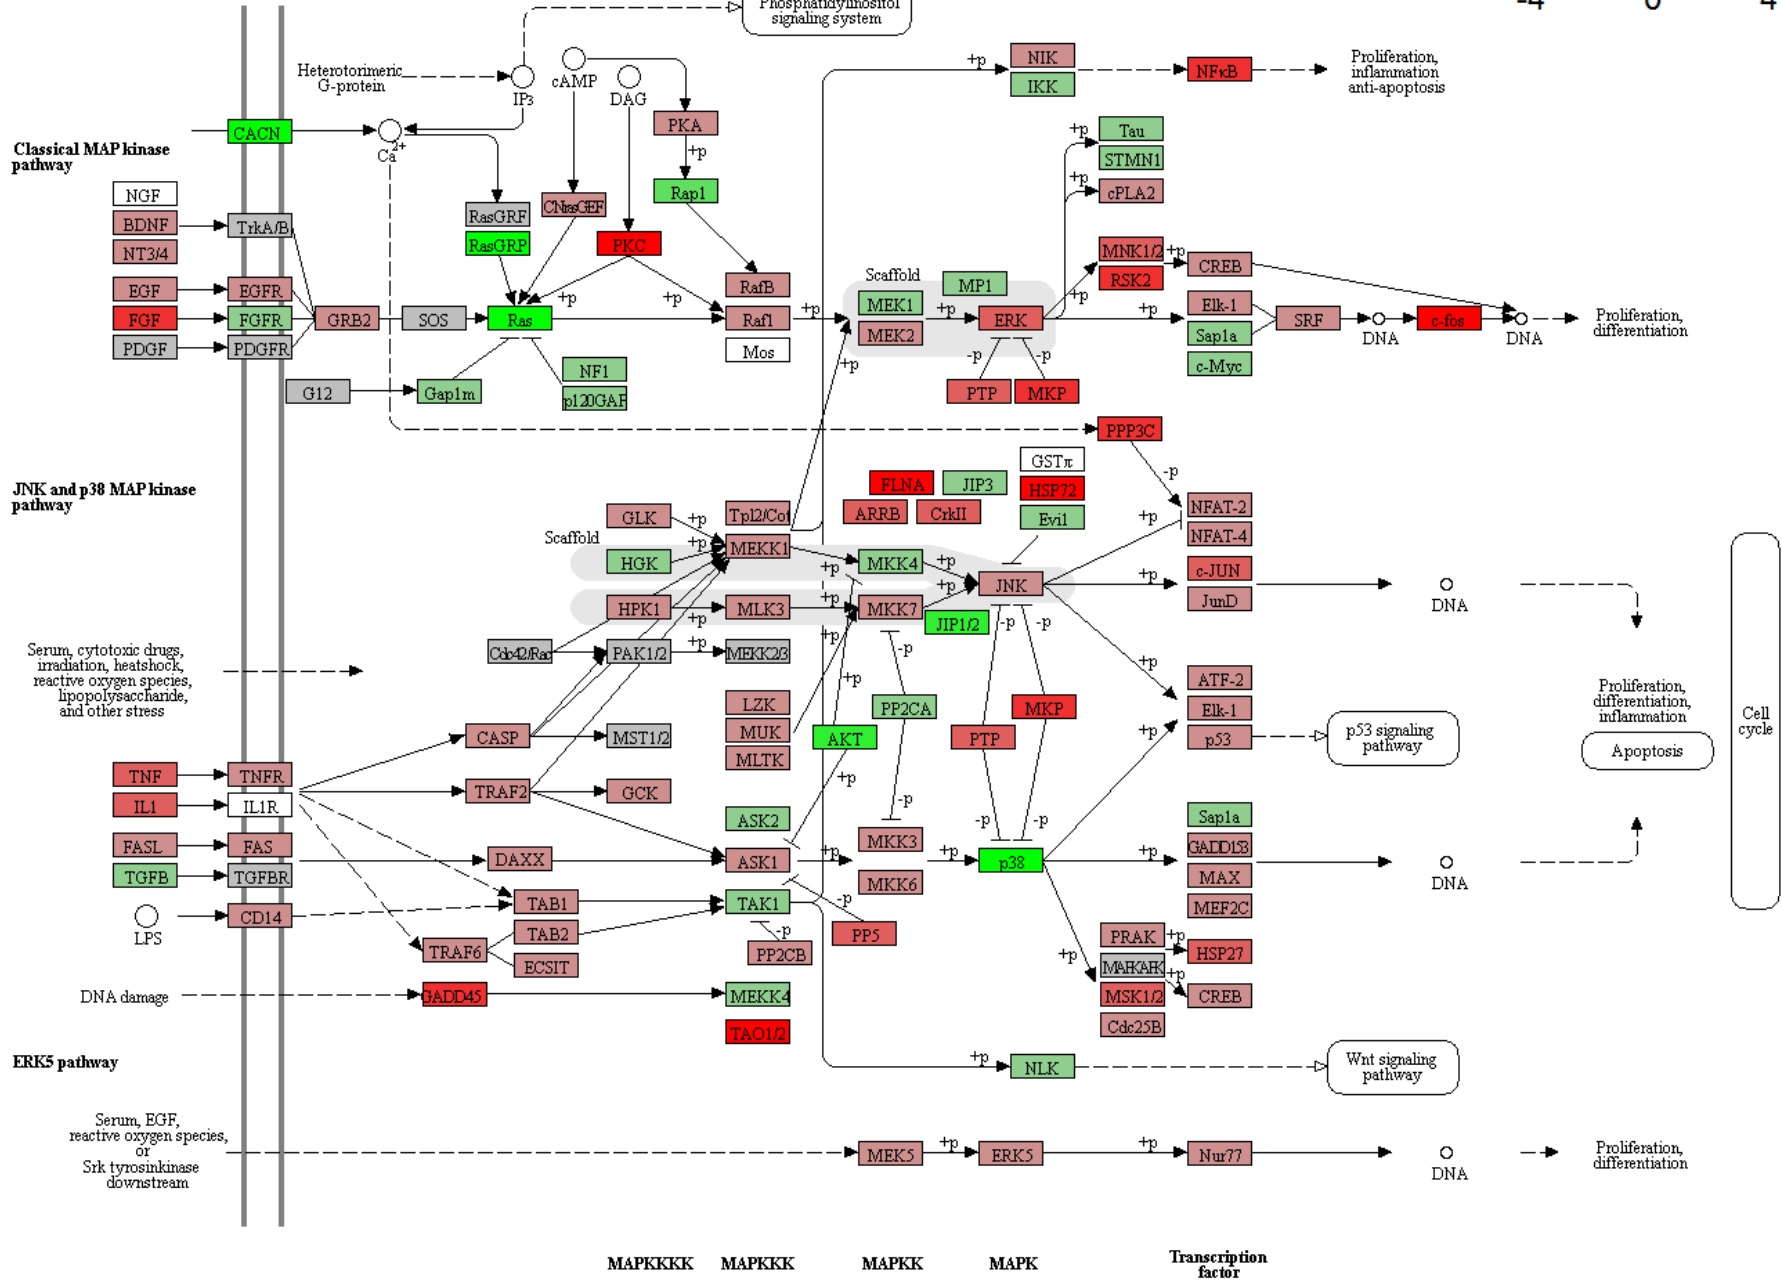 Phosphatidylinositol
signaling system
-4 0 4
Heterotorimeric
G-protein
IP3
cAMP
DAG
+p
NIK
IKK
NFκB
Proliferation,
inflammation
anti-apoptosis
Classical MAP kinase
pathway
CACN
Ca2+
PKA
+p
+p
Tau
STMN1
+p
cPLA2
NGF
BDNF
TrkA/B
NT3/4
RasGRF
RasGRP
CNrasGEF
PKC
Rap1
MNK1/2
+p
RSK2
CREB
EGF
EGFR
FGF
FGFR
PDGF
PDGFR
GRB2
SOS
Ras
+p
+p
RafB
Raf1
Mos
+p
Scaffold
MEK1
MEK2
MP1
+p
ERK
+p
+p
Elk-1
Sap1a
c-Myc
SRF
DNA
c-fos
DNA
Proliferation,
differentiation
G12
Gap1m
NF1
p120GAP
+p
-p
-p
PTP
MKP
PPP3C
-p
JNK and p38 MAP kinase
pathway
GSTπ
FLNA
JIP3
HSP72
ARRB
CrkII
Evi1
NFAT-2
NFAT-4
GLK
+p
Tpl2/Cot
Scaffold
HGK
+p
MEKK1
+p
MKK4
+p
JNK
+p
+p
c-JUN
JunD
DNA
HPK1
MLK3
+p
MKK7
+p
JIP1/2
-p
-p
+p
Cdc42/Rac
PAK1/2
+p
MEKK2/3
+p
-p
+p
Serum, cytotoxic drugs,
irradiation, heatshock,
reactive oxygen species,
lipopolysaccharide,
and other stress
LZK
MUK
MLTK
+p
PP2CA
MKP
ATF-2
Elk-1
p53
+p
p53 signaling
pathway
Proliferation,
differentiation,
inflammation
Apoptosis
Cell
cycle
CASP
MST1/2
AKT
PTP
TNF
TNFR
IL1
IL1R
TRAF2
GCK
+p
ASK2
-p
-p
-p
Sap1a
FASL
FAS
TGFB
TGFBR
DAXX
ASK1
+p
MKK3
MKK6
+p
p38
+p
GADD153
MAX
MEF2C
DNA
LPS
CD14
TAB1
TAK1
-p
TRAF6
TAB2
ECSIT
-p
PP2CB
PP5
+p
PRAK
+p
MAPKAPK
+p
MSK1/2
Cdc25B
HSP27
CREB
DNA damage
GADD45
MEKK4
TAO1/2
ERK5 pathway
+p
NLK
Wnt signaling
pathway
Serum, EGF,
reactive oxygen species,
or
Srk tyrosinkinase
downstream
MEK5
+p
ERK5
+p
Nur77
DNA
Proliferation,
differentiation
MAPKKKK
MAPKKK
MAPKK
MAPK
Transcription
factor